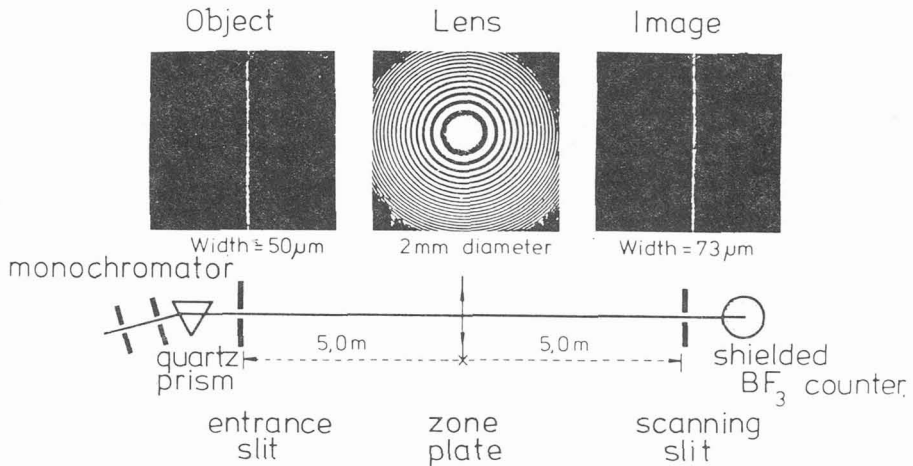 Object Lens Image
Width ≅ 50µm 2mm diameter Width = 73µm
monochromator
5,0m 5,0m
quartz prism
shielded BF₃ counter.
entrance slit
zone plate
scanning slit